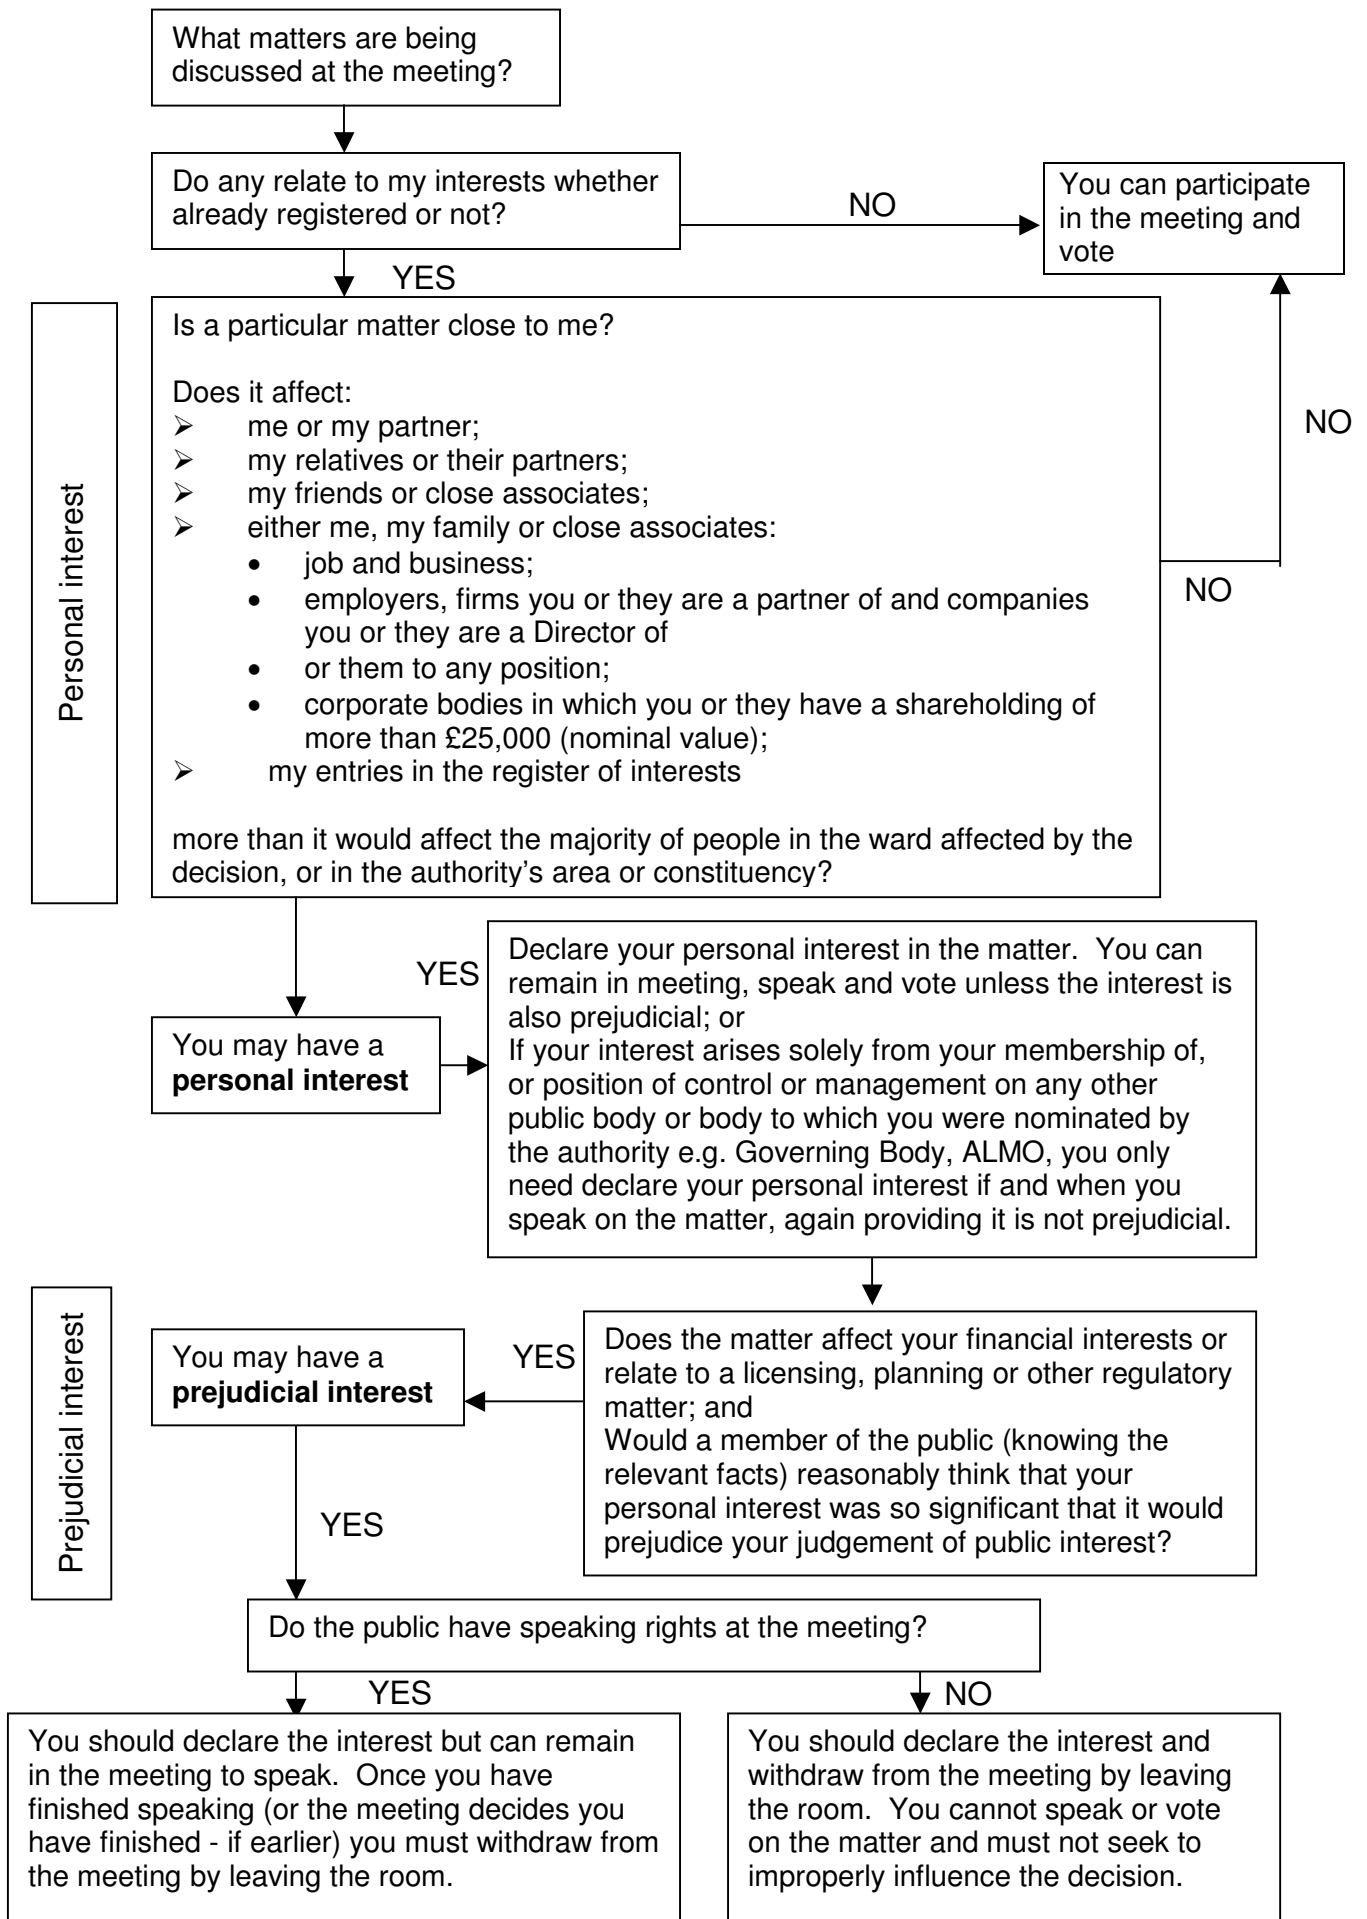 What matters are being
discussed at the meeting?
Do any relate to my interests whether
already registered or not?
NO
You can participate
in the meeting and
vote
YES
Personal interest
Is a particular matter close to me?
Does it affect:
➢ me or my partner;
➢ my relatives or their partners;
➢ my friends or close associates;
➢ either me, my family or close associates:
• job and business;
• employers, firms you or they are a partner of and companies
you or they are a Director of
• or them to any position;
• corporate bodies in which you or they have a shareholding of
more than £25,000 (nominal value);
➢ my entries in the register of interests
more than it would affect the majority of people in the ward affected by the
decision, or in the authority's area or constituency?
NO
NO
You may have a
personal interest
YES
Declare your personal interest in the matter. You can
remain in meeting, speak and vote unless the interest is
also prejudicial; or
If your interest arises solely from your membership of,
or position of control or management on any other
public body or body to which you were nominated by
the authority e.g. Governing Body, ALMO, you only
need declare your personal interest if and when you
speak on the matter, again providing it is not prejudicial.
Prejudicial interest
Does the matter affect your financial interests or
relate to a licensing, planning or other regulatory
matter; and
Would a member of the public (knowing the
relevant facts) reasonably think that your
personal interest was so significant that it would
prejudice your judgement of public interest?
YES
You may have a
prejudicial interest
YES
Do the public have speaking rights at the meeting?
YES
NO
You should declare the interest but can remain
in the meeting to speak. Once you have
finished speaking (or the meeting decides you
have finished - if earlier) you must withdraw from
the meeting by leaving the room.
You should declare the interest and
withdraw from the meeting by leaving
the room. You cannot speak or vote
on the matter and must not seek to
improperly influence the decision.